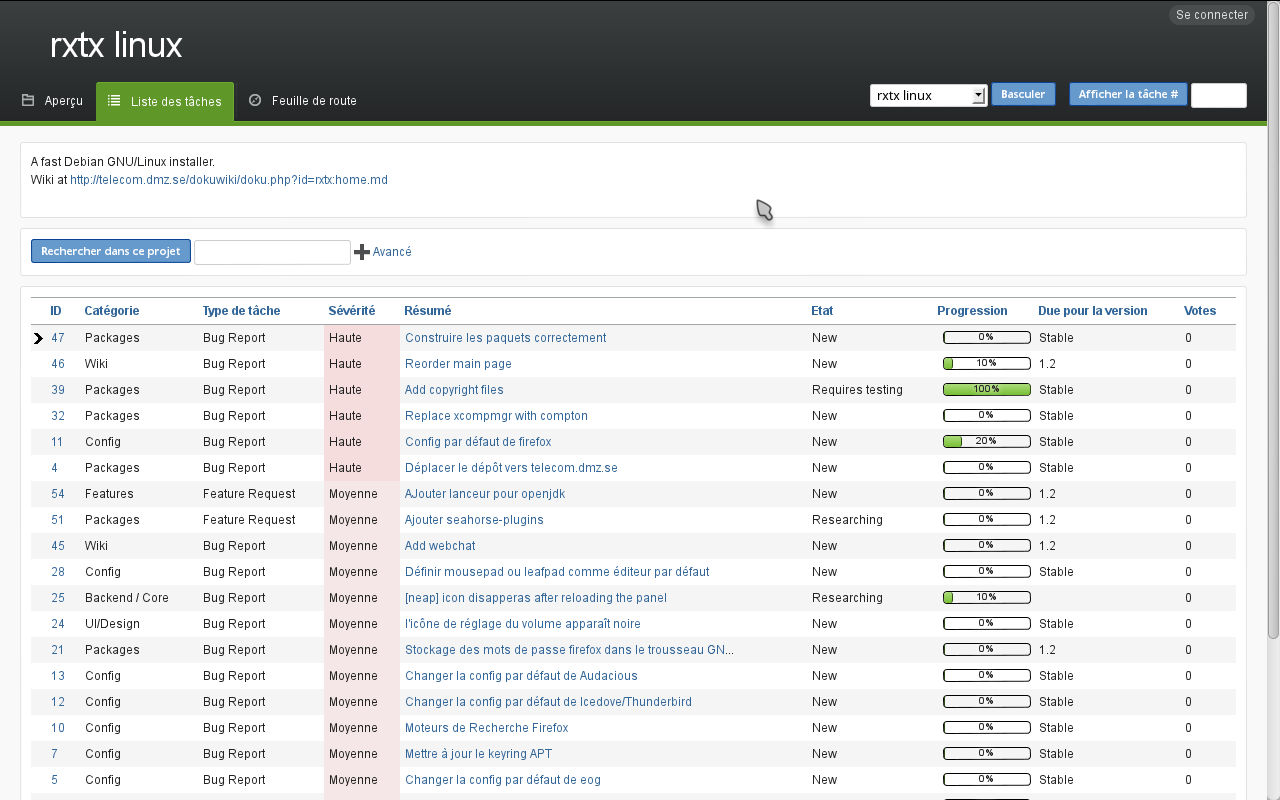 Se connecter
rxtx linux
Aperçu Liste des tâches Feuille de route rxtx linux Basculer Afficher la tâche #
A fast Debian GNU/Linux installer.
Wiki at http://telecom.dmz.se/dokuwiki/doku.php?id=rxtx:home.md
Rechercher dans ce projet Avancé
ID Catégorie Type de tâche Sévérité Résumé Etat Progression Due pour la version Votes
47 Packages Bug Report Haute Construire les paquets correctement New 0% Stable 0
46 Wiki Bug Report Haute Reorder main page New 10% 1.2 0
39 Packages Bug Report Haute Add copyright files Requires testing 100% Stable 0
32 Packages Bug Report Haute Replace xcompmgr with compton New 0% Stable 0
11 Config Bug Report Haute Config par défaut de firefox New 20% Stable 0
4 Packages Bug Report Haute Déplacer le dépôt vers telecom.dmz.se New 0% Stable 0
54 Features Feature Request Moyenne AJouter lanceur pour openjdk New 0% 1.2 0
51 Packages Feature Request Moyenne Ajouter seahorse-plugins Researching 0% 1.2 0
45 Wiki Bug Report Moyenne Add webchat New 0% 1.2 0
28 Config Bug Report Moyenne Définir mousepad ou leafpad comme éditeur par défaut New 0% Stable 0
25 Backend / Core Bug Report Moyenne [neap] icon disapperas after reloading the panel Researching 10% 0
24 UI/Design Bug Report Moyenne l'icône de réglage du volume apparaît noire New 0% Stable 0
21 Packages Bug Report Moyenne Stockage des mots de passe firefox dans le trousseau GN... New 0% 1.2 0
13 Config Bug Report Moyenne Changer la config par défaut de Audacious New 0% Stable 0
12 Config Bug Report Moyenne Changer la config par défaut de Icedove/Thunderbird New 0% Stable 0
10 Config Bug Report Moyenne Moteurs de Recherche Firefox New 0% Stable 0
7 Config Bug Report Moyenne Mettre à jour le keyring APT New 0% Stable 0
5 Config Bug Report Moyenne Changer la config par défaut de eog New 0% Stable 0